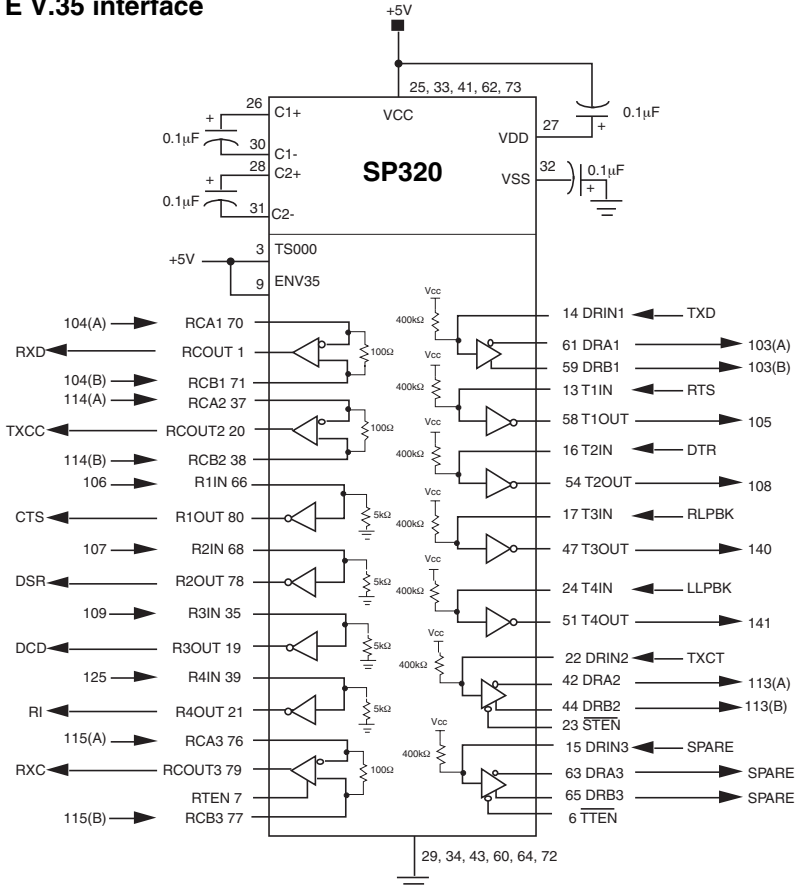 E V.35 interface
+5V
25, 33, 41, 62, 73
26
C1+
VCC
+
0.1µF
0.1µF
+
27
VDD
30
C1-
28
C2+
SP320
32
VSS
0.1µF
+
+
0.1µF
31
C2-
3
TS000
+5V
9
ENV35
104(A)
RCA1 70
RXD
RCOUT 1
100Ω
104(B)
RCB1 71
114(A)
RCA2 37
TXCC
RCOUT2 20
100Ω
114(B)
RCB2 38
106
R1IN 66
CTS
R1OUT 80
5kΩ
107
R2IN 68
DSR
R2OUT 78
5kΩ
109
R3IN 35
DCD
R3OUT 19
5kΩ
125
R4IN 39
RI
R4OUT 21
5kΩ
115(A)
RCA3 76
RXC
RCOUT3 79
100Ω
RTEN 7
115(B)
RCB3 77
Vcc
400kΩ
14 DRIN1
TXD
61 DRA1
103(A)
59 DRB1
103(B)
Vcc
400kΩ
13 T1IN
RTS
58 T1OUT
105
Vcc
400kΩ
16 T2IN
DTR
54 T2OUT
108
Vcc
400kΩ
17 T3IN
RLPBK
47 T3OUT
140
Vcc
400kΩ
24 T4IN
LLPBK
51 T4OUT
141
Vcc
400kΩ
22 DRIN2
TXCT
42 DRA2
113(A)
44 DRB2
113(B)
23 STEN
Vcc
400kΩ
15 DRIN3
SPARE
63 DRA3
SPARE
65 DRB3
SPARE
6 TTEN
29, 34, 43, 60, 64, 72